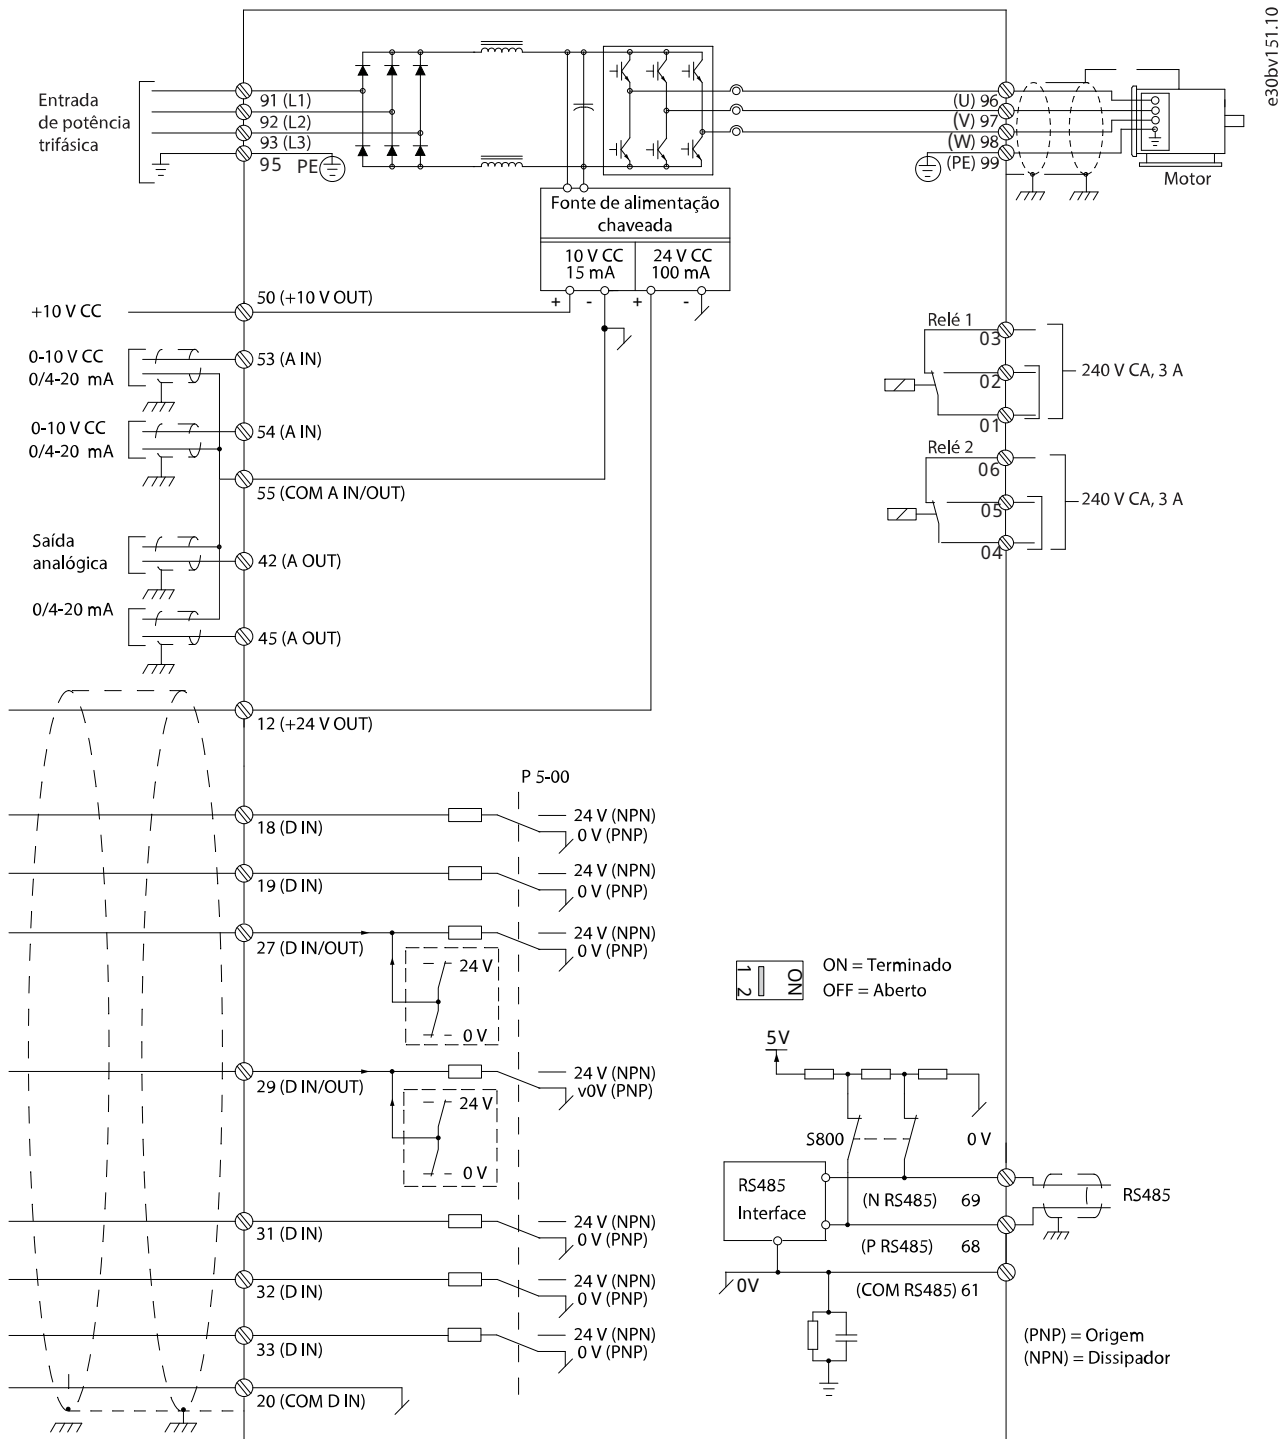 e30bv151.10
Entrada
de potência
trifásica
91 (L1)
92 (L2)
93 (L3)
95 PE
(U) 96
(V) 97
(W) 98
(PE) 99
Motor
Fonte de alimentação
chaveada
10 V CC
15 mA
24 V CC
100 mA
+ - + -
+10 V CC
50 (+10 V OUT)
0-10 V CC
0/4-20 mA
53 (A IN)
0-10 V CC
0/4-20 mA
54 (A IN)
55 (COM A IN/OUT)
Saída
analógica
42 (A OUT)
0/4-20 mA
45 (A OUT)
12 (+24 V OUT)
Relé 1
03
02
01
240 V CA, 3 A
Relé 2
06
05
04
240 V CA, 3 A
P 5-00
18 (D IN)
24 V (NPN)
0 V (PNP)
19 (D IN)
24 V (NPN)
0 V (PNP)
27 (D IN/OUT)
24 V (NPN)
0 V (PNP)
24 V
0 V
29 (D IN/OUT)
24 V (NPN)
v0V (PNP)
24 V
0 V
31 (D IN)
24 V (NPN)
0 V (PNP)
32 (D IN)
24 V (NPN)
0 V (PNP)
33 (D IN)
24 V (NPN)
0 V (PNP)
20 (COM D IN)
1 2
ON
ON = Terminado
OFF = Aberto
5V
S800
0 V
RS485
Interface
(N RS485) 69
RS485
(P RS485) 68
0V
(COM RS485) 61
(PNP) = Origem
(NPN) = Dissipador